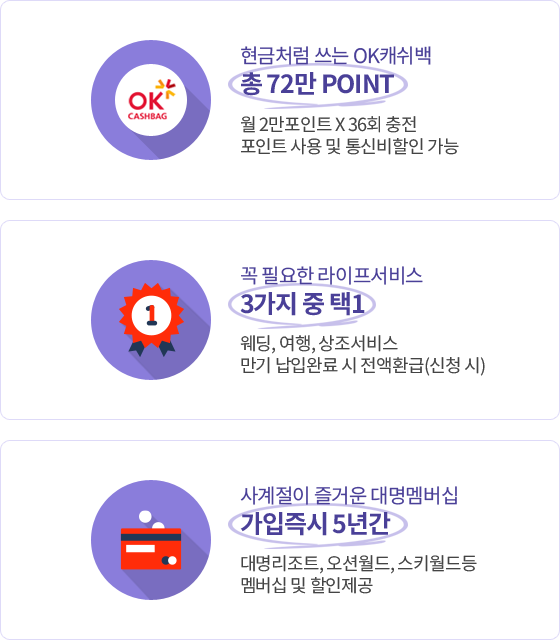 OK
CASHBAG
현금처럼 쓰는 OK캐쉬백
총 72만 POINT
월 2만포인트 X 36회 충전
포인트 사용 및 통신비할인 가능
1
꼭 필요한 라이프서비스
3가지 중 택1
웨딩, 여행, 상조서비스
만기 납입완료 시 전액환급(신청 시)
사계절이 즐거운 대명멤버십
가입즉시 5년간
대명리조트, 오션월드, 스키월드등
멤버십 및 할인제공